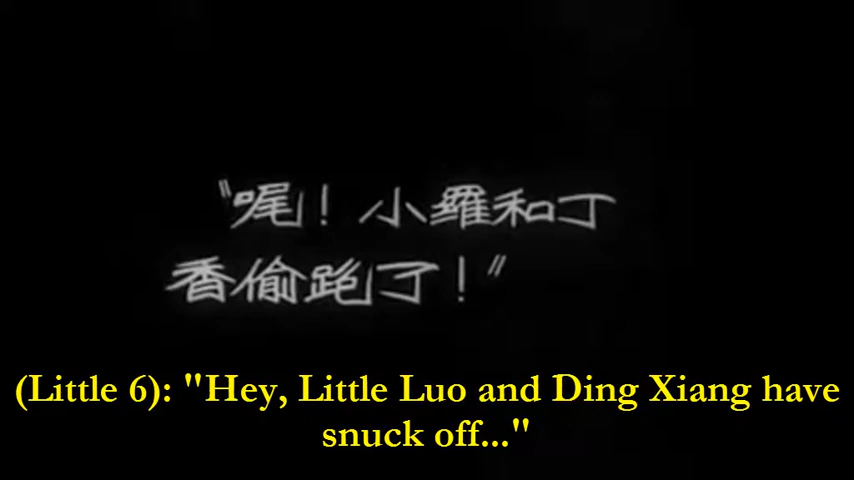 "喔！小羅和丁
香偷跑了！"
(Little 6): "Hey, Little Luo and Ding Xiang have
snuck off..."